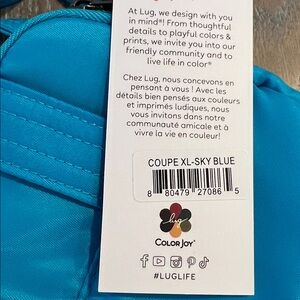 At Lug, we design with you
in mind®! From thoughtful
details to playful colors &
prints, we invite you into our
friendly community and to
live life in color®
Chez Lug, nous concevons en
pensant à vous ! Avec les
détails bien pensés aux couleurs
et imprimés ludiques, nous
vous invitons dans notre
communauté amicale et à
vivre la vie en couleur!
COUPE XL-SKY BLUE
8 80479 27086 5
lug
COLORJOY®
#LUGLIFE